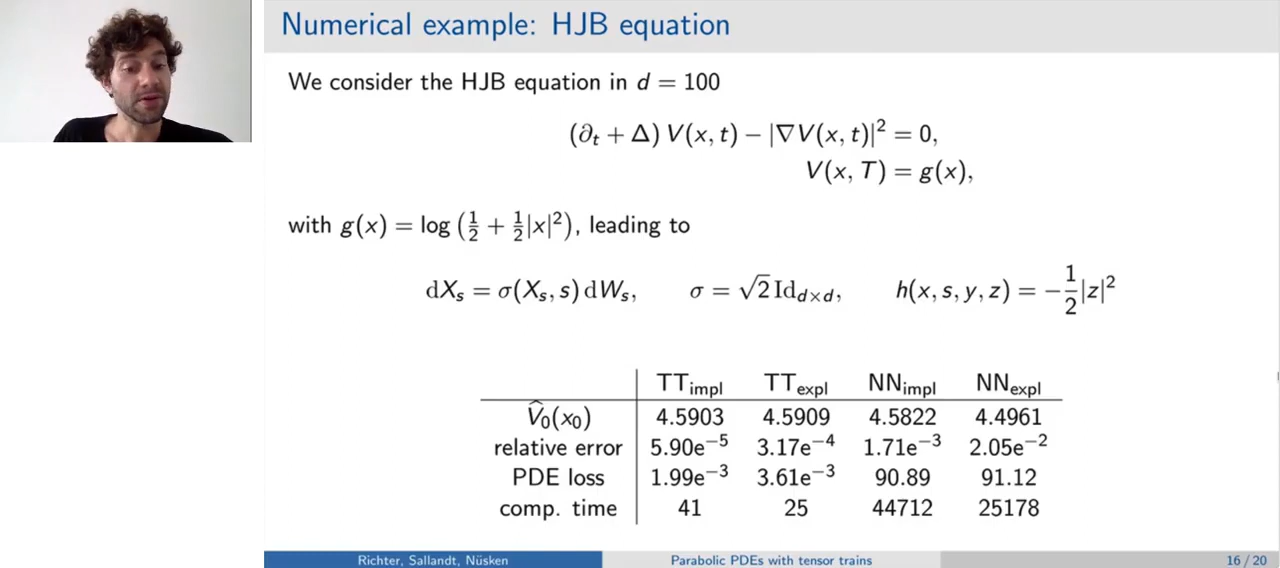 Numerical example: HJB equation
We consider the HJB equation in d = 100
(∂ₜ + Δ) V(x, t) − |∇V(x, t)|² = 0,
V(x, T) = g(x),
with g(x) = log (½ + ½|x|²), leading to
dXₛ = σ(Xₛ, s) dWₛ, σ = √2 Id_{d×d}, h(x, s, y, z) = −½|z|²
TT_impl TT_expl NN_impl NN_expl
V̂₀(x₀) 4.5903 4.5909 4.5822 4.4961
relative error 5.90e⁻⁵ 3.17e⁻⁴ 1.71e⁻³ 2.05e⁻²
PDE loss 1.99e⁻³ 3.61e⁻³ 90.89 91.12
comp. time 41 25 44712 25178
Richter, Sallandt, Nüsken Parabolic PDEs with tensor trains 16 / 20